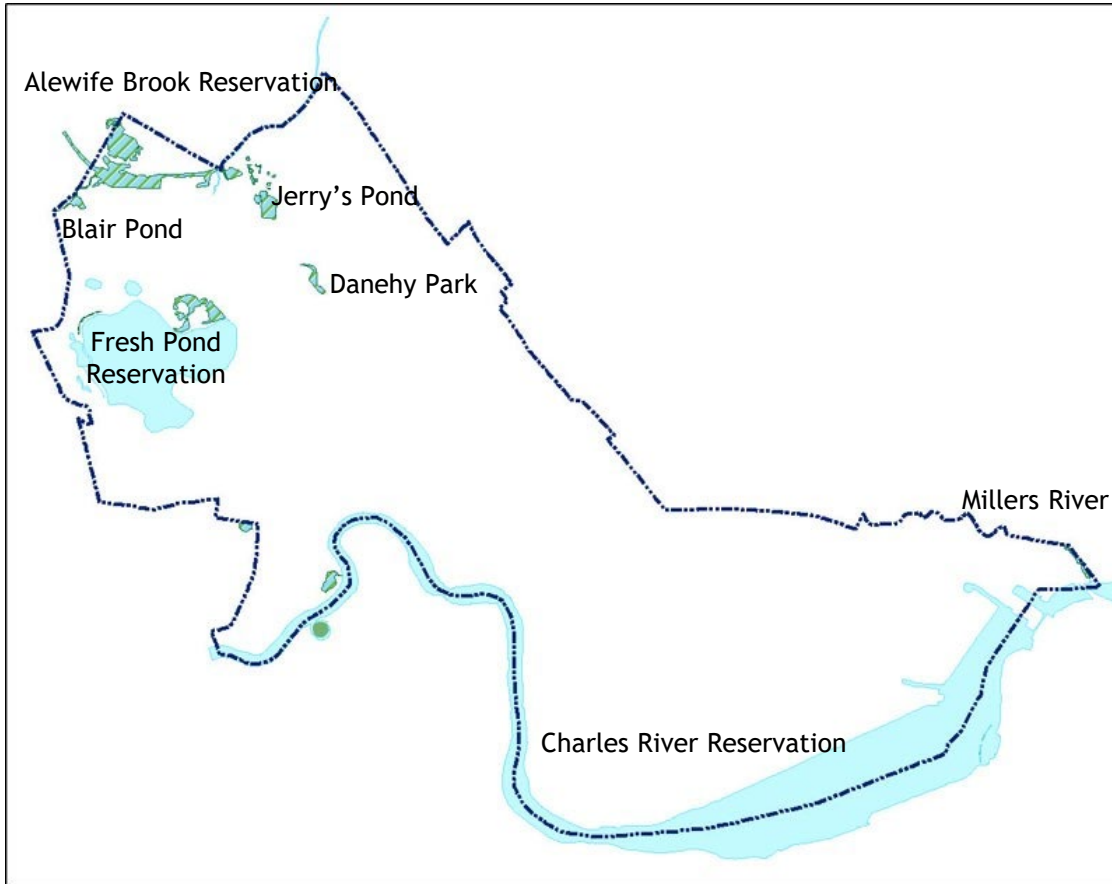 Alewife Brook Reservation
Jerry’s Pond
Blair Pond
Danehy Park
Fresh Pond
Reservation
Millers River
Charles River Reservation